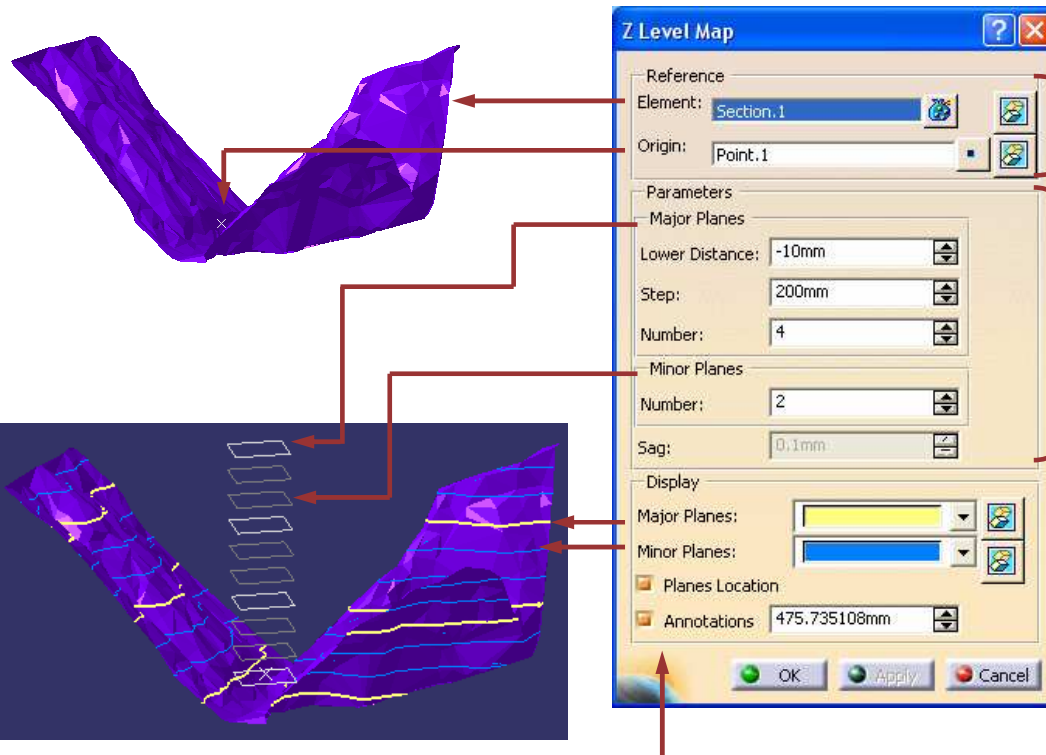 Z Level Map
Reference
Element: Section.1
Origin: Point.1
Parameters
Major Planes
Lower Distance: -10mm
Step: 200mm
Number: 4
Minor Planes
Number: 2
Sag: 0.1mm
Display
Major Planes:
Minor Planes:
Planes Location
Annotations 475.735108mm
OK Apply Cancel